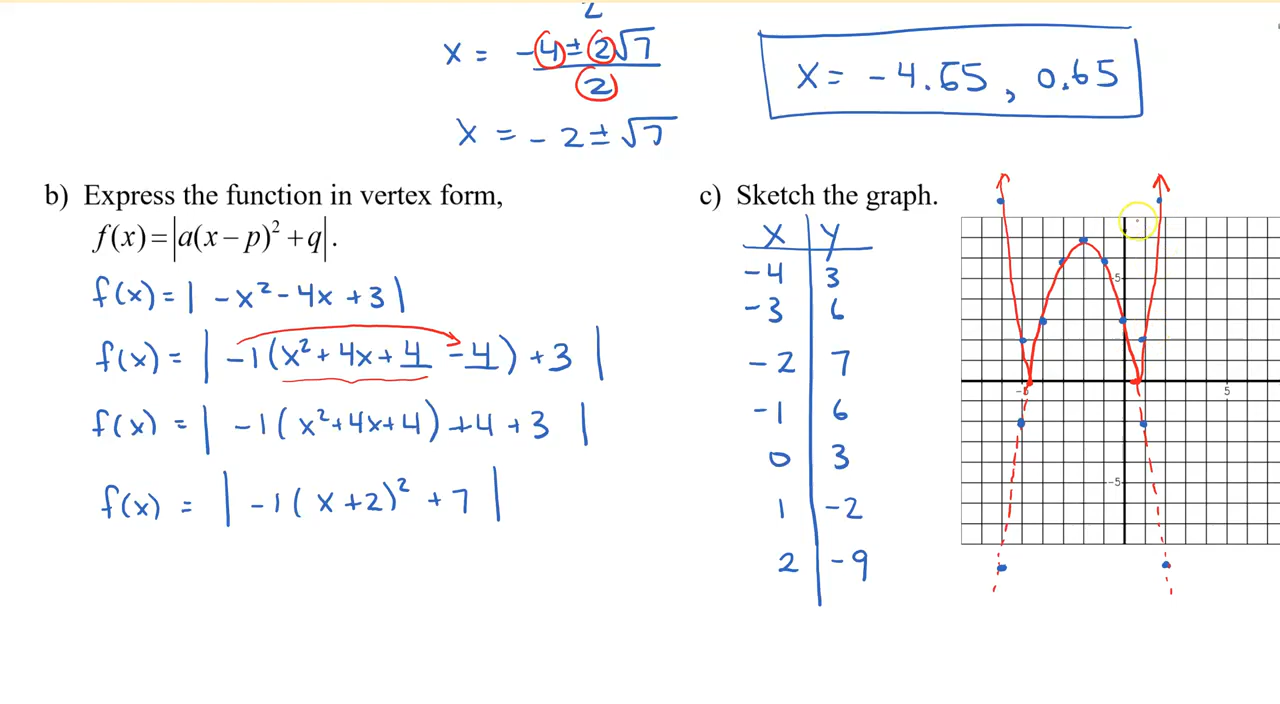 2
x = -4 ± 2√7
2
x = -2 ± √7
x = -4.65 , 0.65
b) Express the function in vertex form,
f(x) = |a(x − p)² + q|.
f(x) = | -x² - 4x + 3 |
f(x) = | -1(x² + 4x + 4 - 4) + 3 |
f(x) = | -1(x² + 4x + 4) + 4 + 3 |
f(x) = | -1(x + 2)² + 7 |
c) Sketch the graph.
x y
-4 3
-3 6
-2 7
-1 6
0 3
1 -2
2 -9
5
-5 5
-5